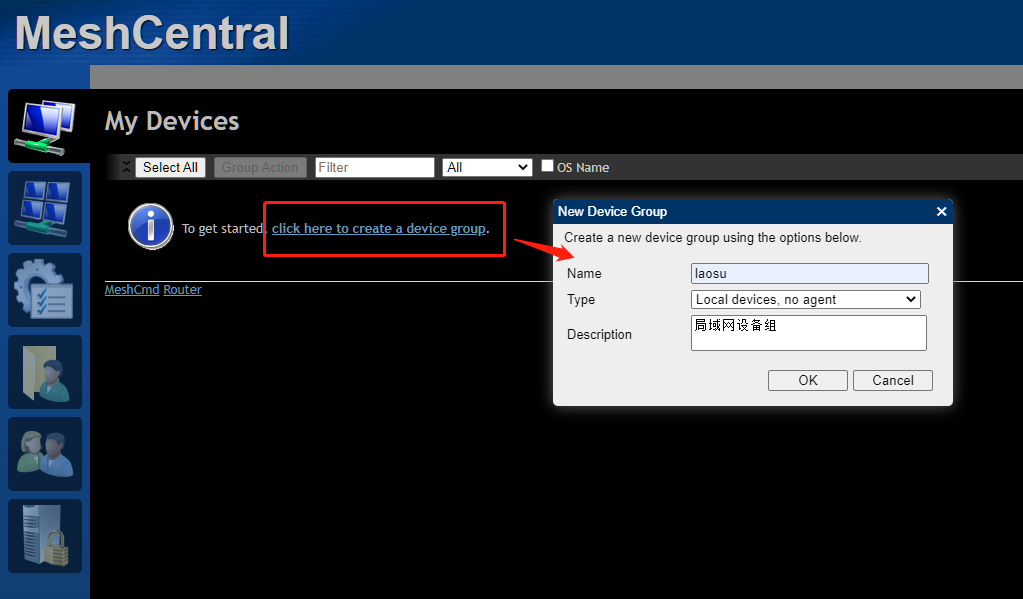 MeshCentral
My Devices
Select All Group Action Filter All OS Name
To get started, click here to create a device group.
MeshCmd Router
New Device Group
Create a new device group using the options below.
Name laosu
Type Local devices, no agent
Description 局域网设备组
OK Cancel